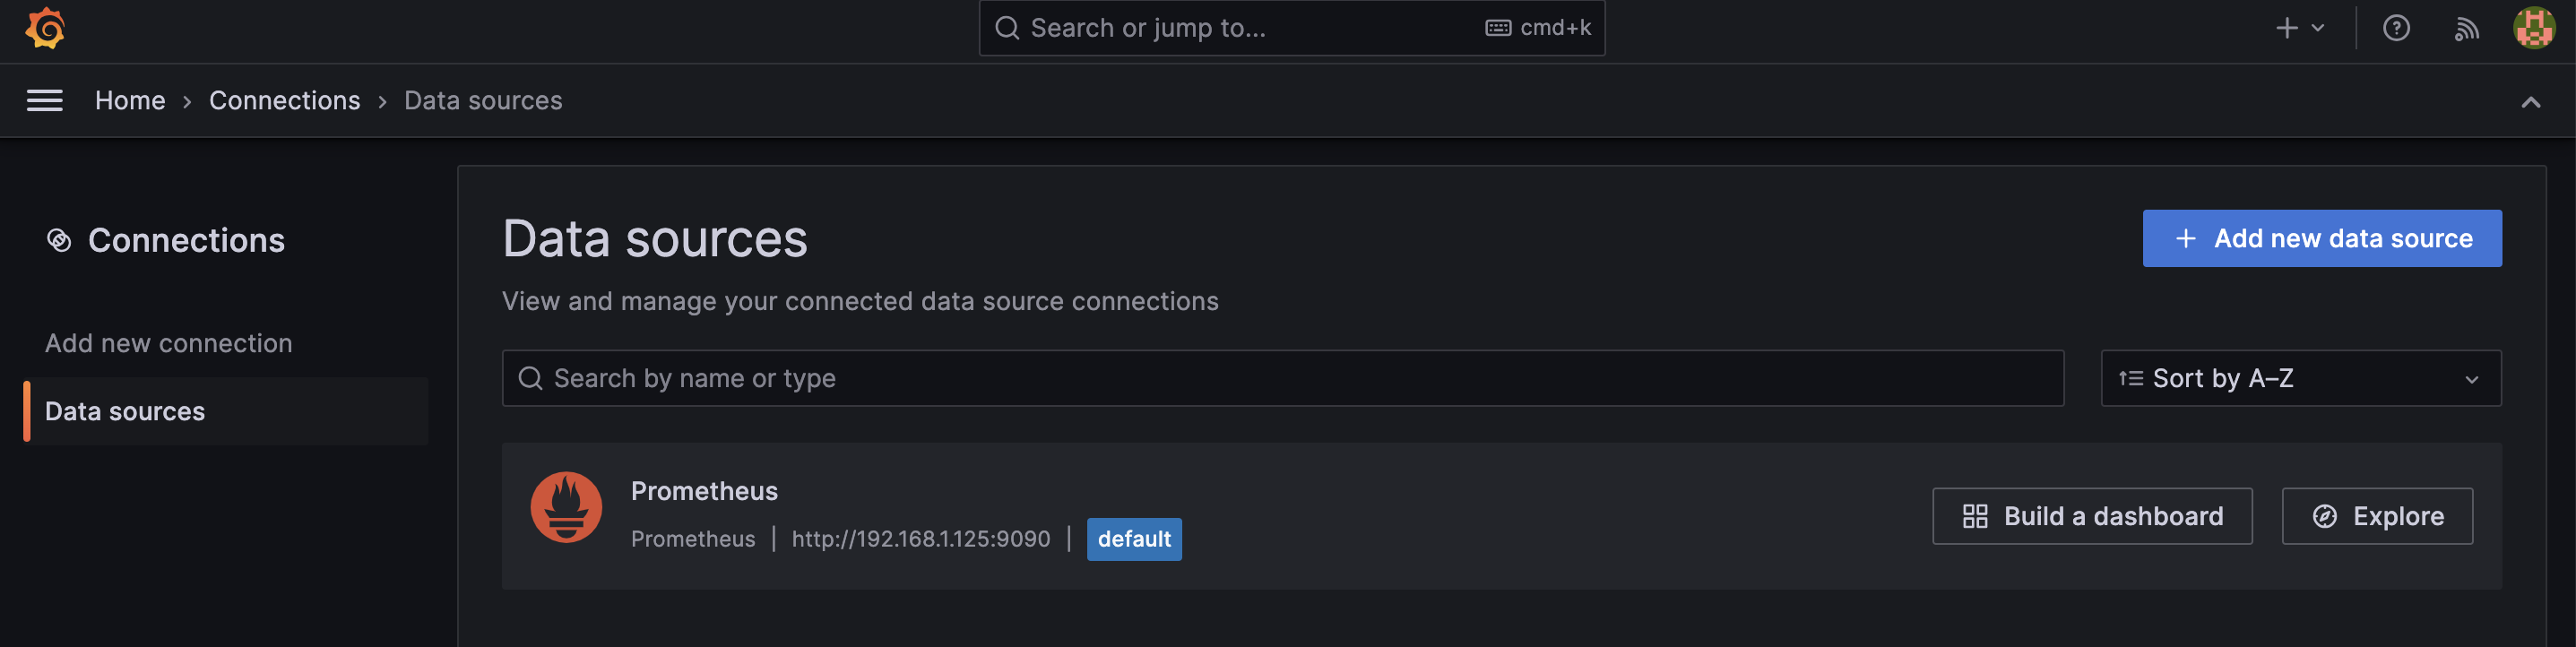 Search or jump to... cmd+k
Home › Connections › Data sources
Connections
Add new connection
Data sources
Data sources
Add new data source
View and manage your connected data source connections
Search by name or type
Sort by A–Z
Prometheus
Prometheus | http://192.168.1.125:9090 | default
Build a dashboard
Explore